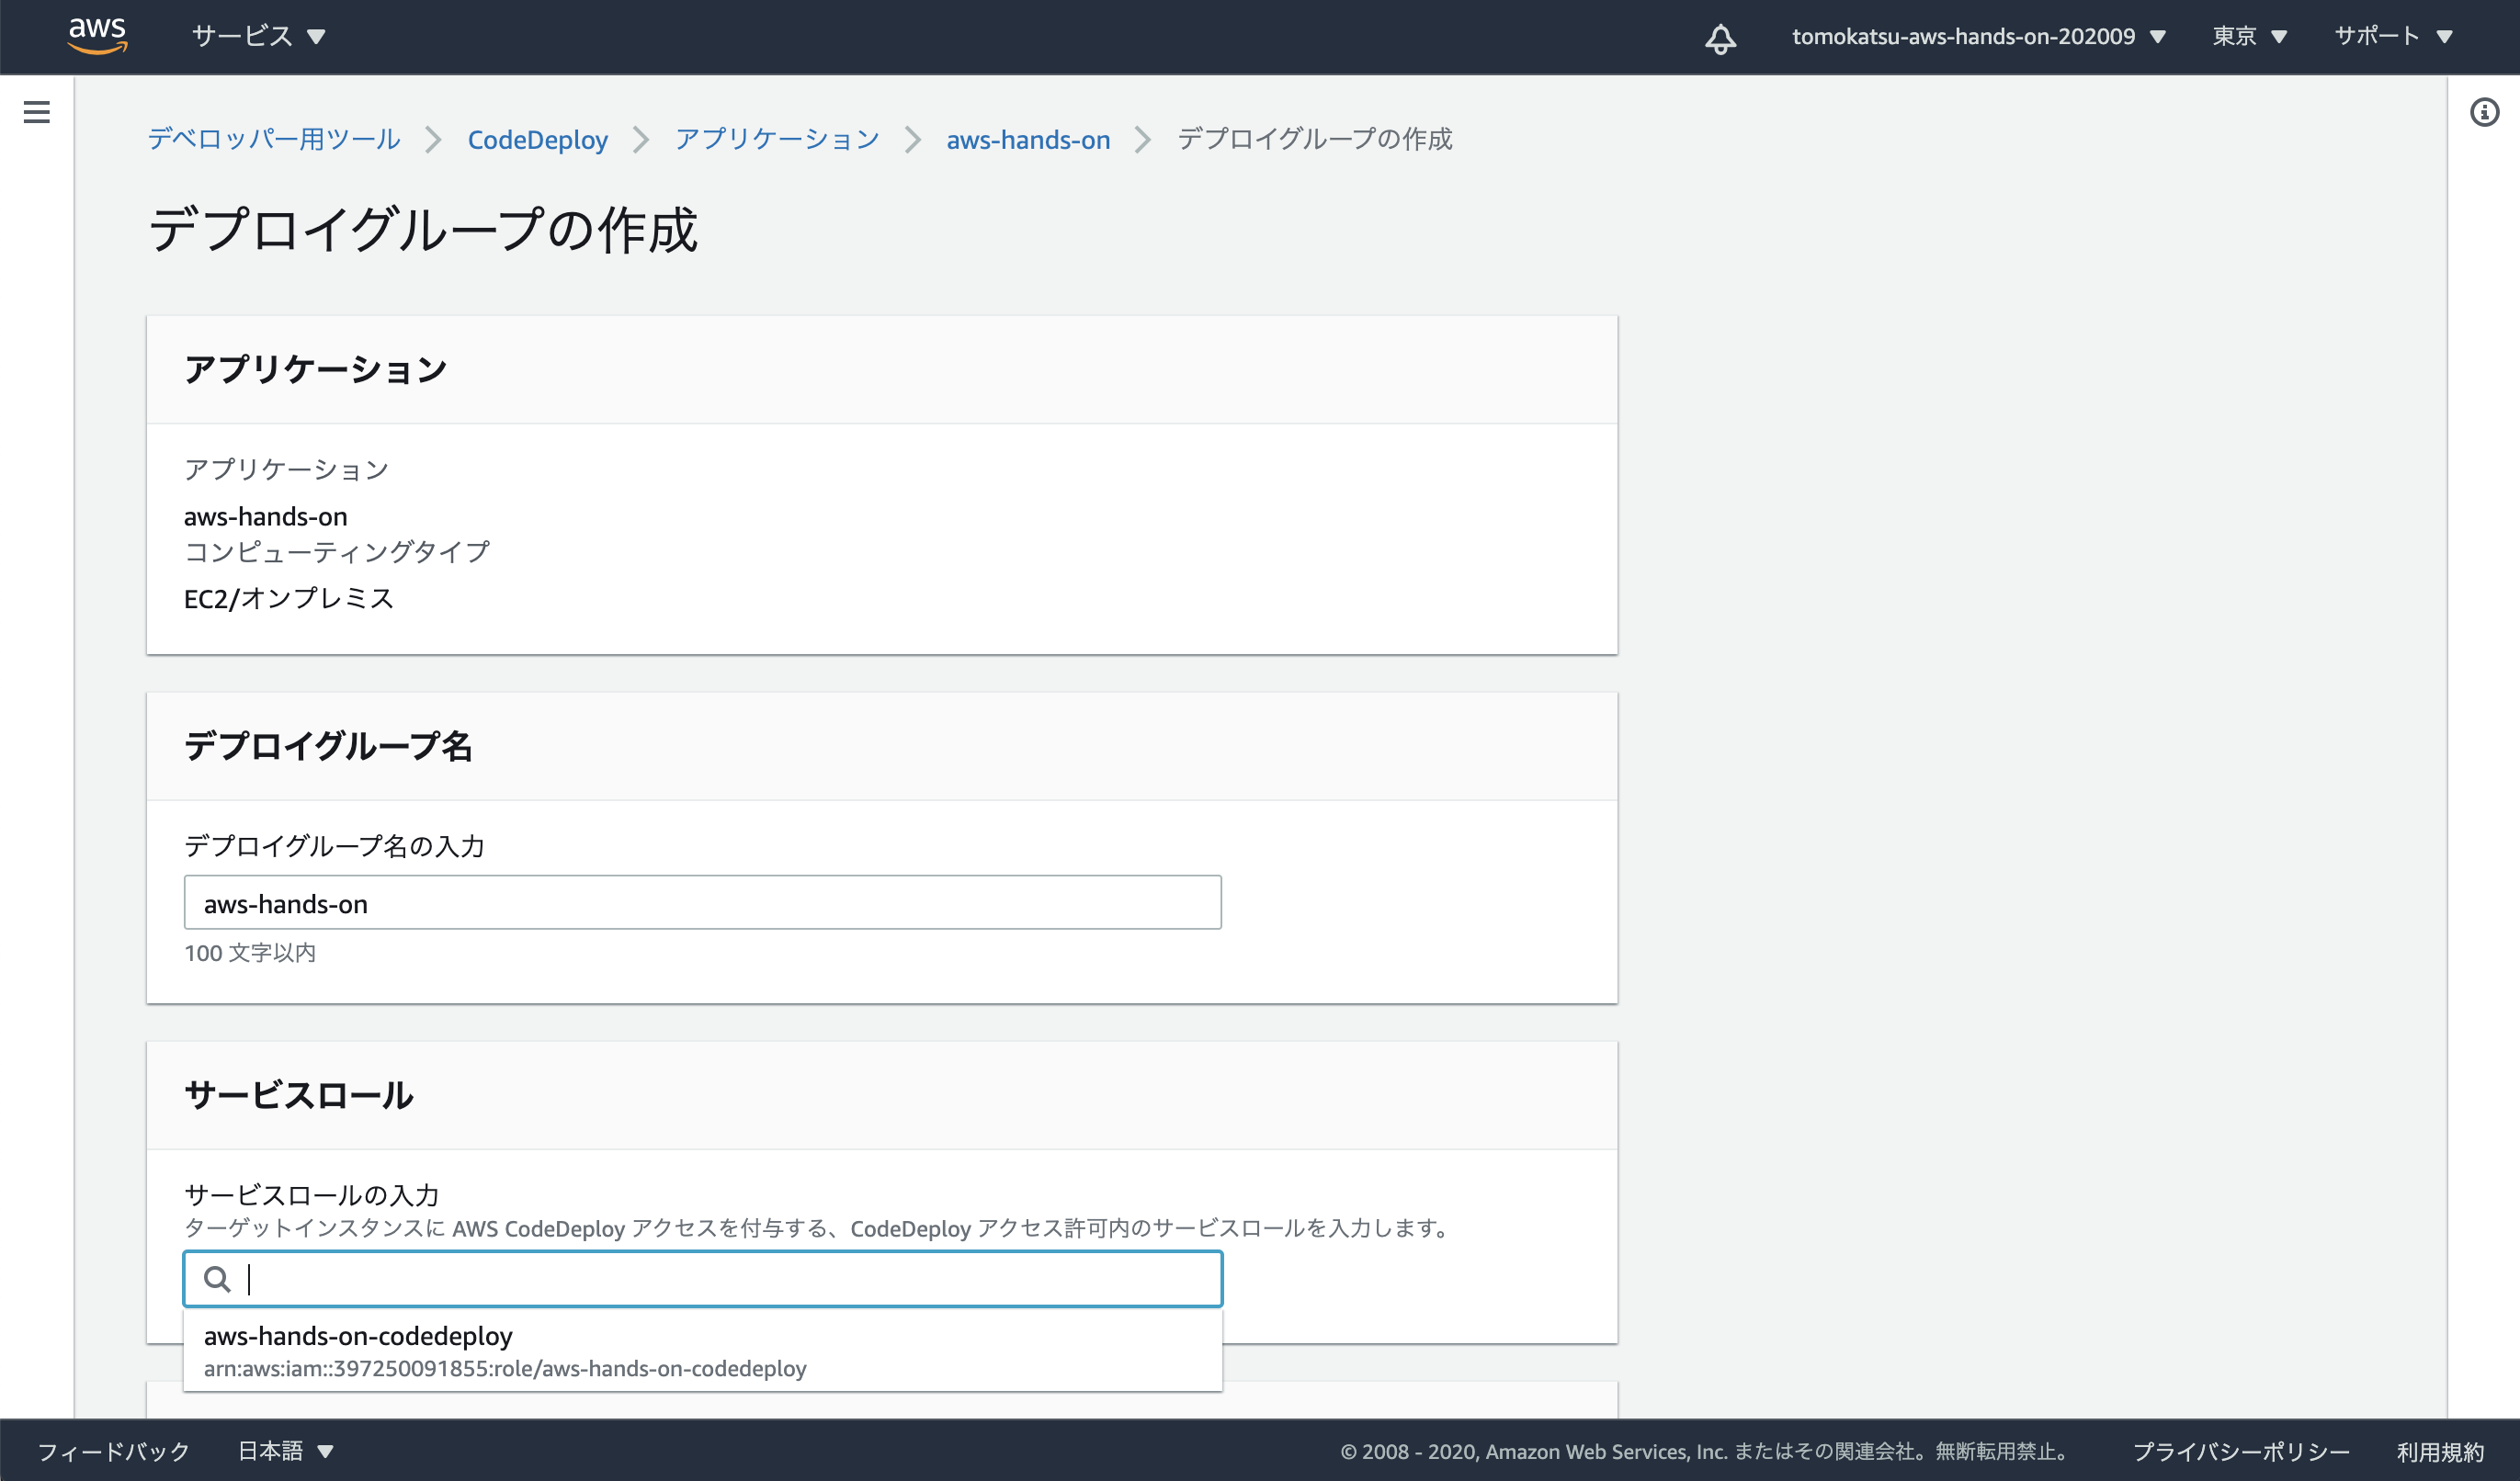 aws
サービス
tomokatsu-aws-hands-on-202009
東京
サポート
デベロッパー用ツール
CodeDeploy
アプリケーション
aws-hands-on
デプロイグループの作成
デプロイグループの作成
アプリケーション
アプリケーション
aws-hands-on
コンピューティングタイプ
EC2/オンプレミス
デプロイグループ名
デプロイグループ名の入力
aws-hands-on
100 文字以内
サービスロール
サービスロールの入力
ターゲットインスタンスに AWS CodeDeploy アクセスを付与する、CodeDeploy アクセス許可内のサービスロールを入力します。
aws-hands-on-codedeploy
arn:aws:iam::397250091855:role/aws-hands-on-codedeploy
フィードバック
日本語
© 2008 - 2020, Amazon Web Services, Inc. またはその関連会社。無断転用禁止。
プライバシーポリシー
利用規約